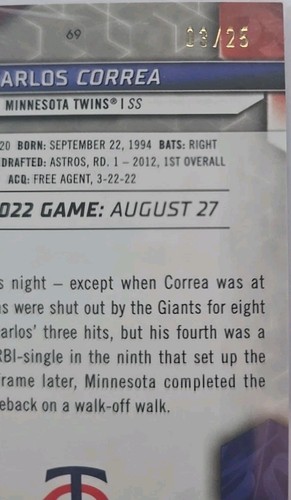 69
03/25
ARLOS CORREA
MINNESOTA TWINS® | SS
20 BORN: SEPTEMBER 22, 1994 BATS: RIGHT
DRAFTED: ASTROS, RD. 1 – 2012, 1ST OVERALL
ACQ: FREE AGENT, 3-22-22
022 GAME: AUGUST 27
s night – except when Correa was at
ns were shut out by the Giants for eight
arlos' three hits, but his fourth was a
RBI-single in the ninth that set up the
frame later, Minnesota completed the
eback on a walk-off walk.
TC